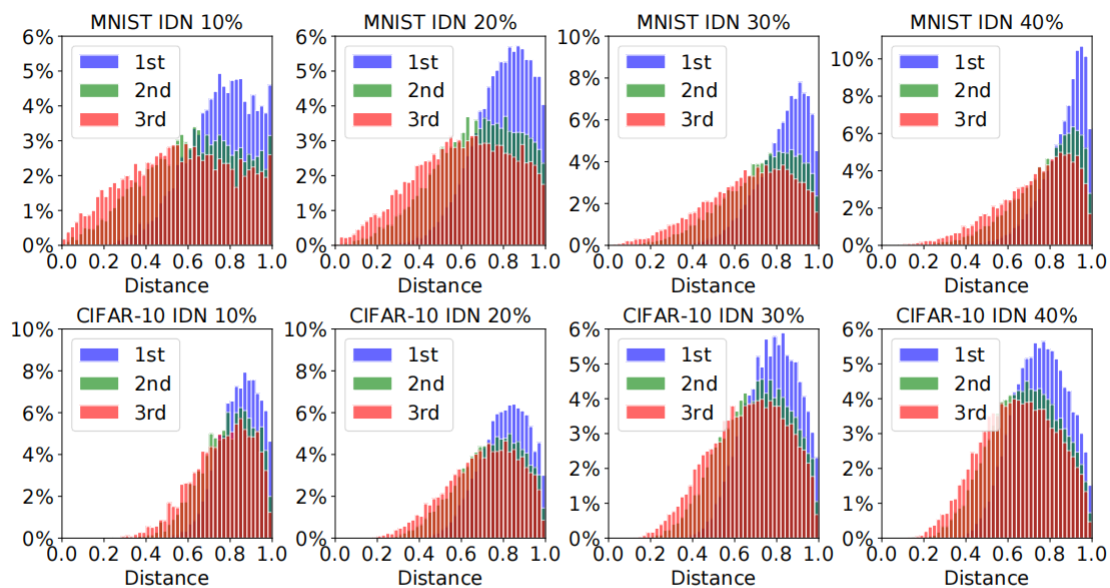 MNIST IDN 10%
6%
5%
4%
3%
2%
1%
0%
1st
2nd
3rd
0.0 0.2 0.4 0.6 0.8 1.0
Distance
MNIST IDN 20%
6%
5%
4%
3%
2%
1%
0%
1st
2nd
3rd
0.0 0.2 0.4 0.6 0.8 1.0
Distance
MNIST IDN 30%
10%
8%
6%
4%
2%
0%
1st
2nd
3rd
0.0 0.2 0.4 0.6 0.8 1.0
Distance
MNIST IDN 40%
10%
8%
6%
4%
2%
0%
1st
2nd
3rd
0.0 0.2 0.4 0.6 0.8 1.0
Distance
CIFAR-10 IDN 10%
10%
8%
6%
4%
2%
0%
1st
2nd
3rd
0.0 0.2 0.4 0.6 0.8 1.0
Distance
CIFAR-10 IDN 20%
10%
8%
6%
4%
2%
0%
1st
2nd
3rd
0.0 0.2 0.4 0.6 0.8 1.0
Distance
CIFAR-10 IDN 30%
6%
5%
4%
3%
2%
1%
0%
1st
2nd
3rd
0.0 0.2 0.4 0.6 0.8 1.0
Distance
CIFAR-10 IDN 40%
6%
5%
4%
3%
2%
1%
0%
1st
2nd
3rd
0.0 0.2 0.4 0.6 0.8 1.0
Distance